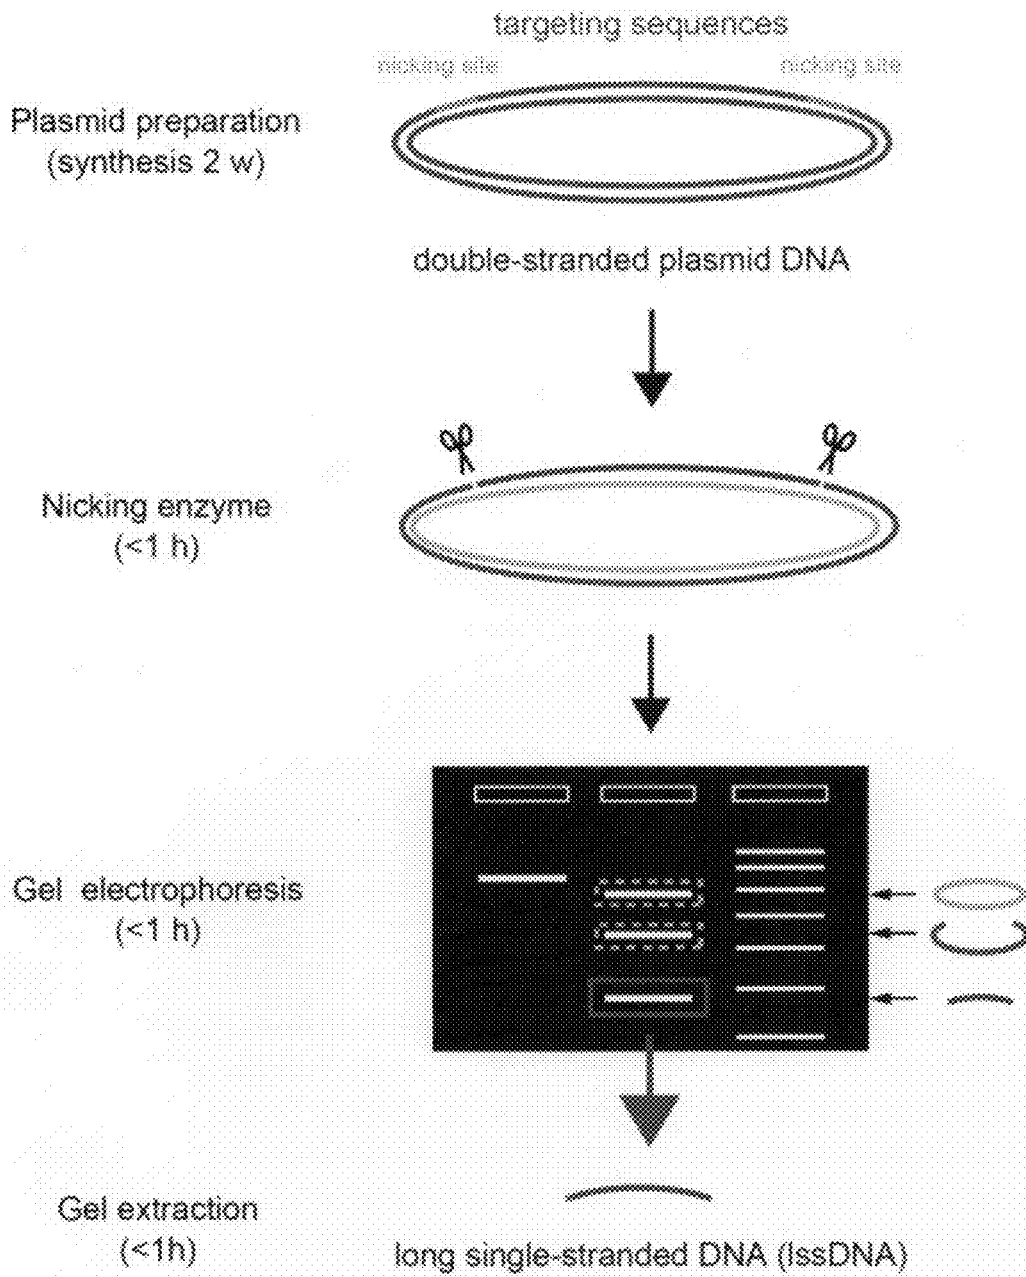 targeting sequences
nicking site
nicking site
Plasmid preparation
(synthesis 2 w)
double-stranded plasmid DNA
Nicking enzyme
(<1 h)
Gel electrophoresis
(<1 h)
Gel extraction
(<1h)
long single-stranded DNA (lssDNA)